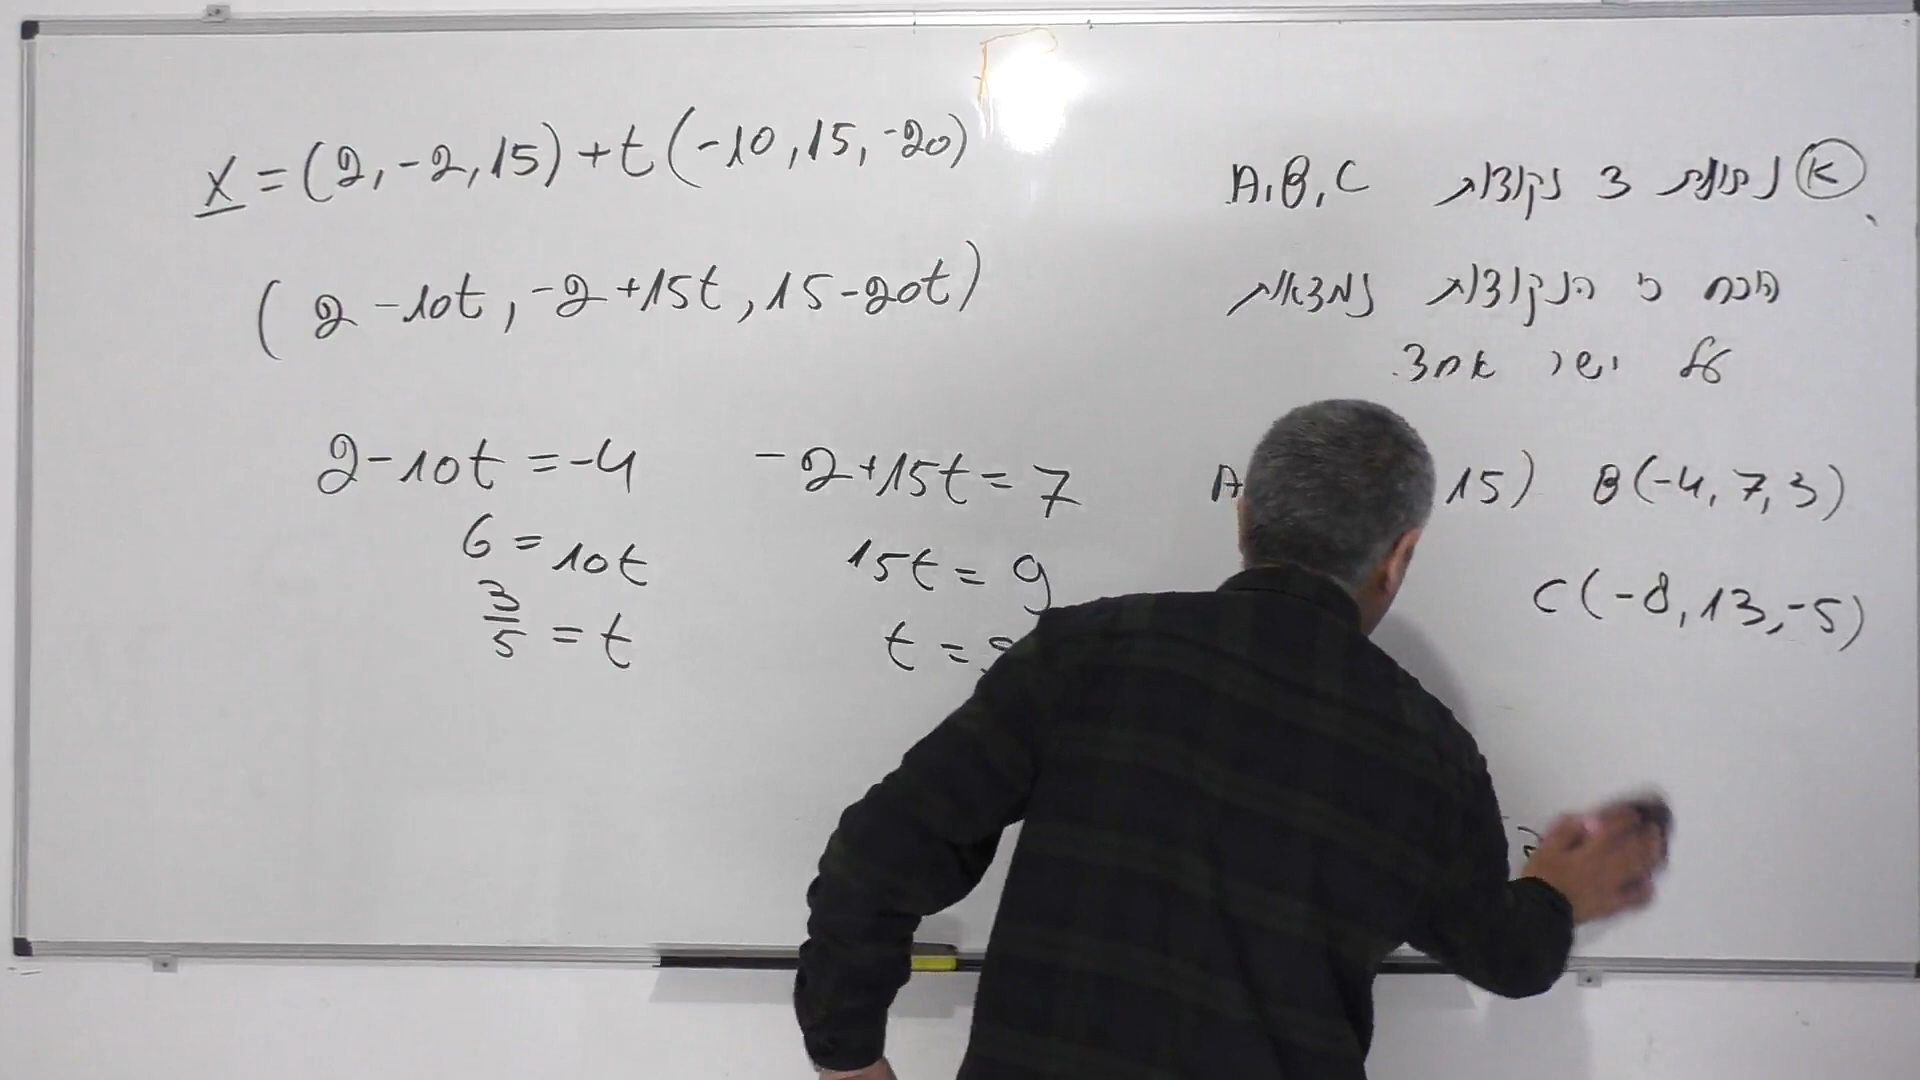 א נתונות 3 נקודות A, B, C
הוכח כי הנקודות נמצאות
על ישר אחד.
A 15) B(-4, 7, 3)
C(-8, 13, -5)
x = (2, -2, 15) + t(-10, 15, -20)
(2 - 10t, -2 + 15t, 15 - 20t)
2 - 10t = -4
6 = 10t
3/5 = t
-2 + 15t = 7
15t = 9
t =